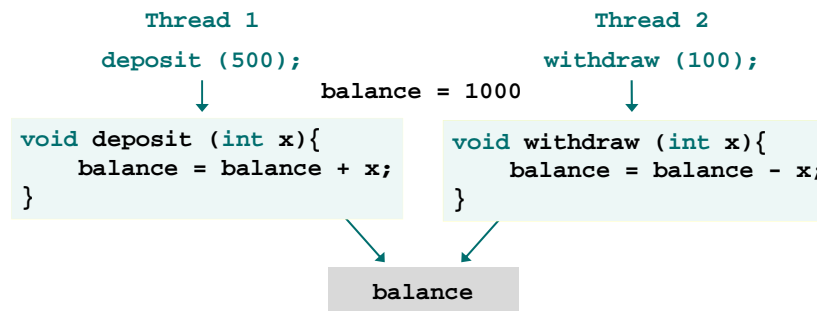 Thread 1
deposit (500);
Thread 2
withdraw (100);
balance = 1000
void deposit (int x){
    balance = balance + x;
}
void withdraw (int x){
    balance = balance - x;
}
balance